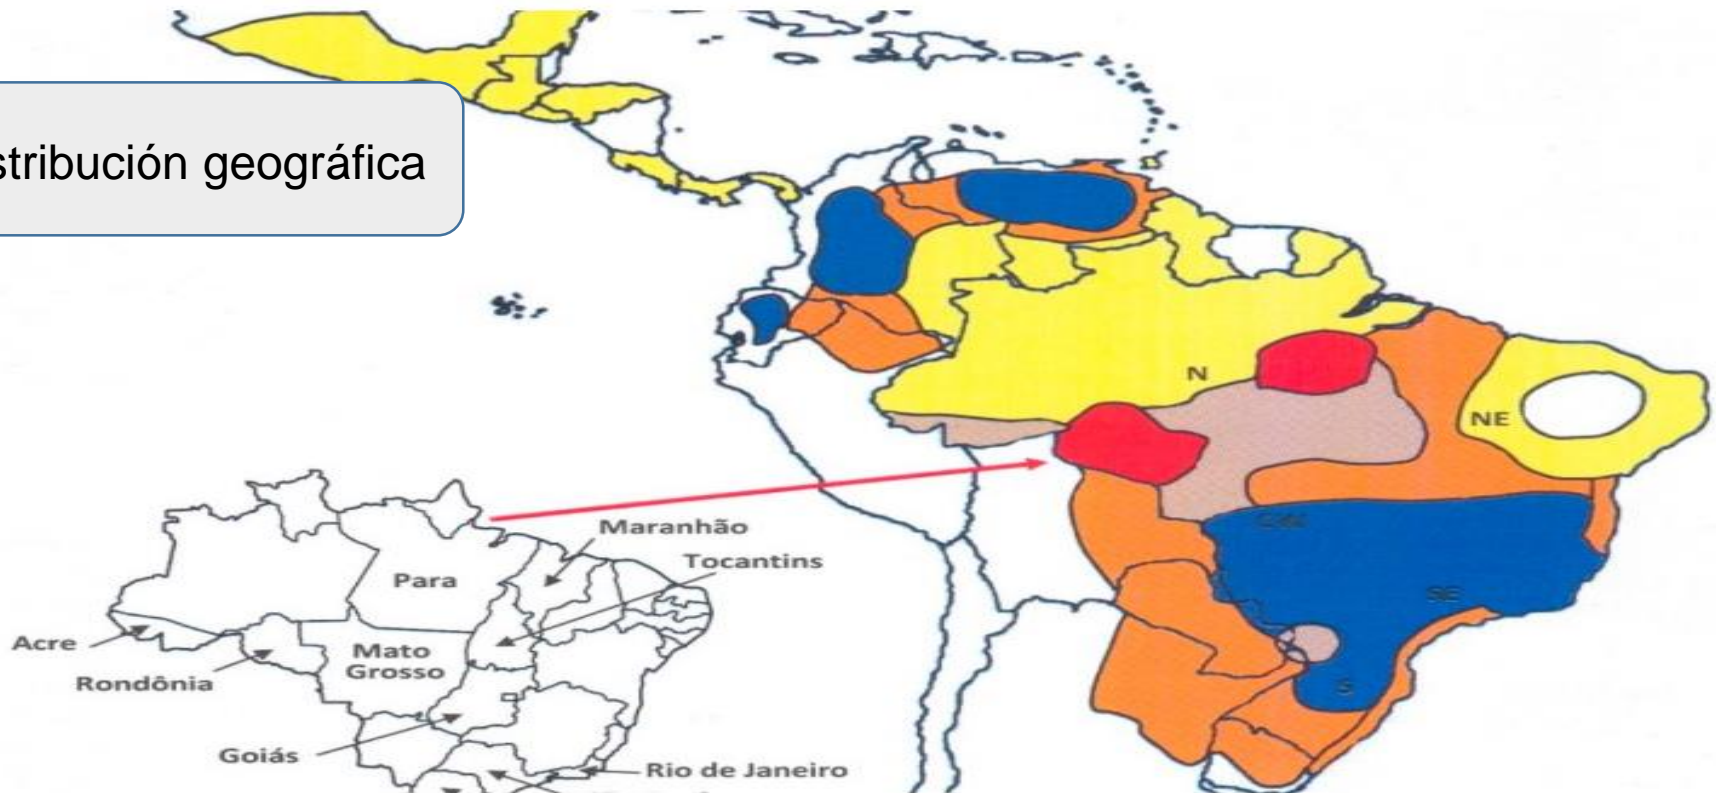 stribución geográfica
N
NE
SE
S
Maranhão
Tocantins
Para
Acre
Mato
Grosso
Rondônia
Goiás
Rio de Janeiro